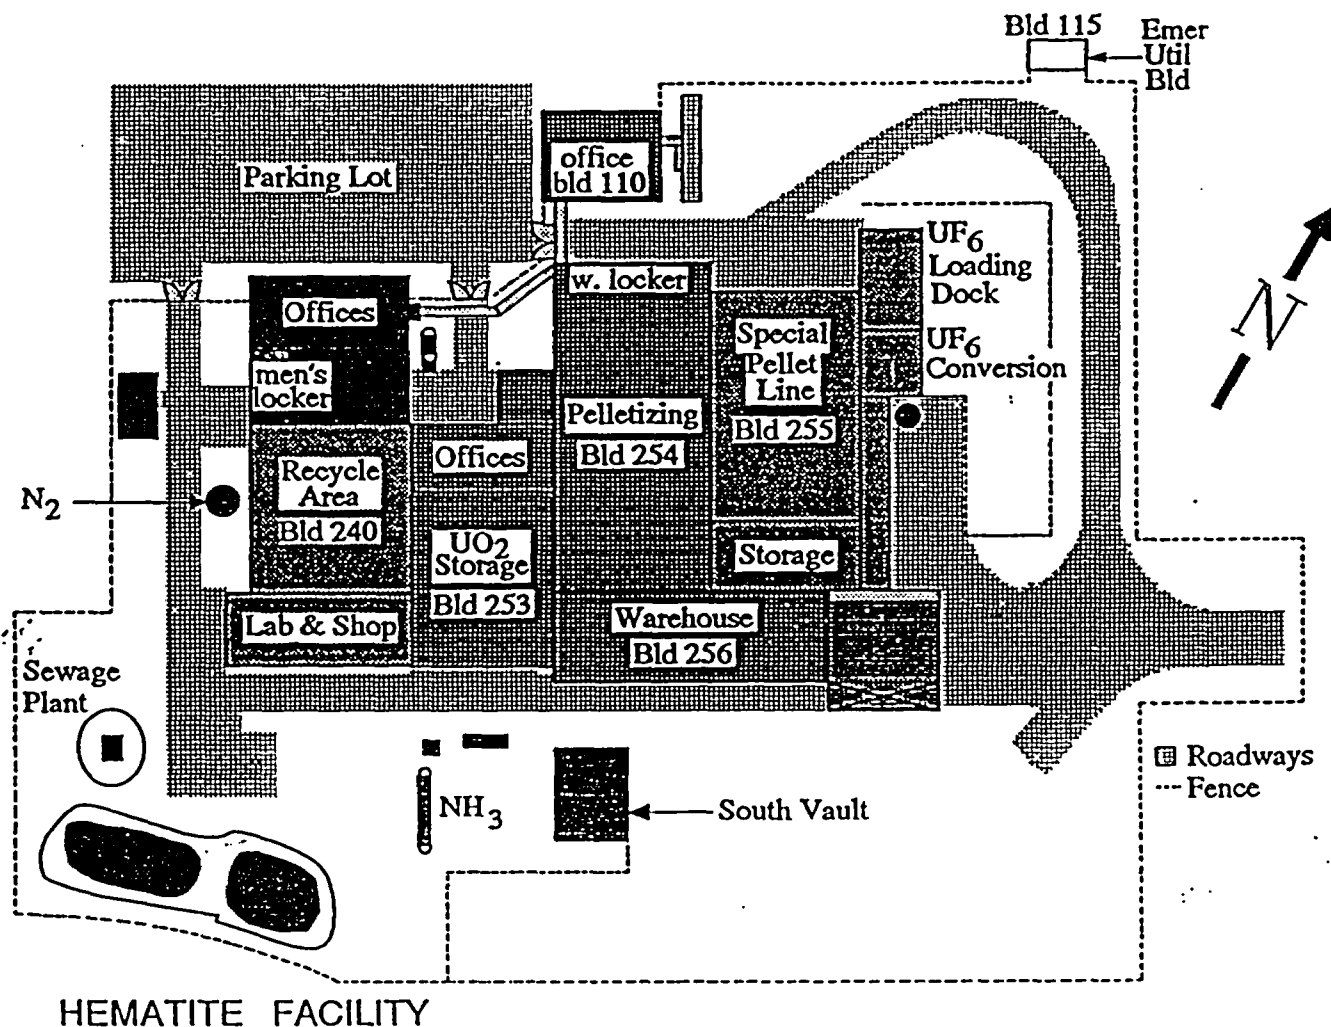 Bld 115
Emer
Util
Bld
Parking Lot
office
bld 110
UF6
Loading
Dock
w. locker
Offices
Special
Pellet
Line
Bld 255
UF6
Conversion
N
men's
locker
Pelletizing
Bld 254
Offices
Recycle
Area
Bld 240
N2
UO2
Storage
Bld 253
Storage
Lab & Shop
Warehouse
Bld 256
Sewage
Plant
Roadways
Fence
NH3
South Vault
HEMATITE FACILITY